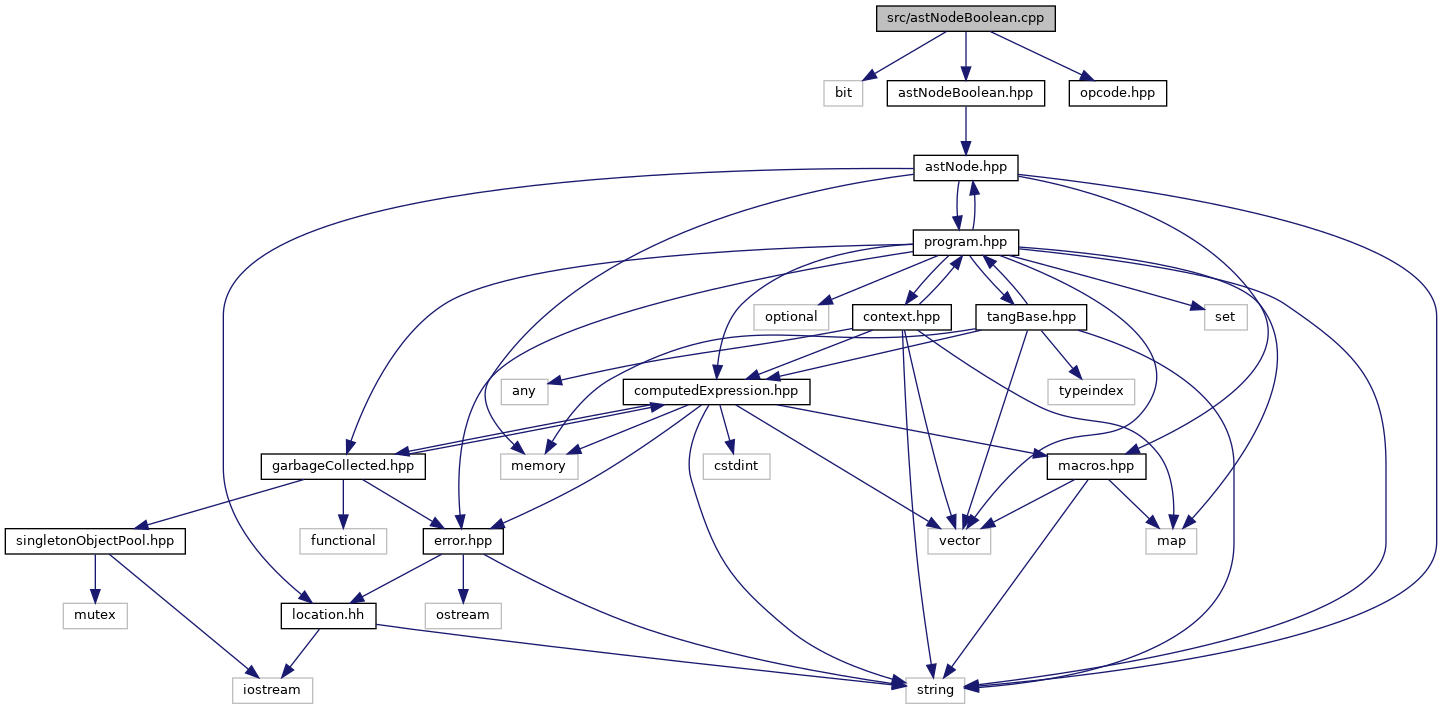 src/astNodeBoolean.cpp
bit
astNodeBoolean.hpp
opcode.hpp
astNode.hpp
program.hpp
optional
context.hpp
tangBase.hpp
set
any
computedExpression.hpp
typeindex
garbageCollected.hpp
memory
cstdint
macros.hpp
singletonObjectPool.hpp
functional
error.hpp
vector
map
mutex
location.hh
ostream
iostream
string